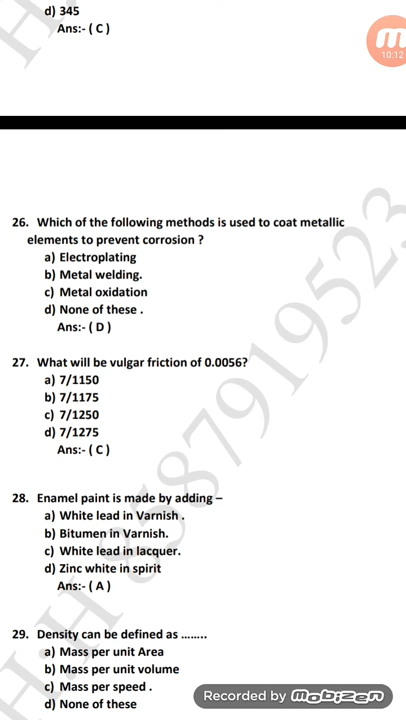 d) 345
Ans:- ( C )
10:12
26. Which of the following methods is used to coat metallic
elements to prevent corrosion ?
a) Electroplating
b) Metal welding.
c) Metal oxidation
d) None of these .
Ans:- ( D )
27. What will be vulgar friction of 0.0056?
a) 7/1150
b) 7/1175
c) 7/1250
d) 7/1275
Ans:- ( C )
28. Enamel paint is made by adding –
a) White lead in Varnish .
b) Bitumen in Varnish.
c) White lead in lacquer.
d) Zinc white in spirit
Ans:- ( A )
29. Density can be defined as ........
a) Mass per unit Area
b) Mass per unit volume
c) Mass per speed .
d) None of these
Recorded by mobizen
H.H 8587919523